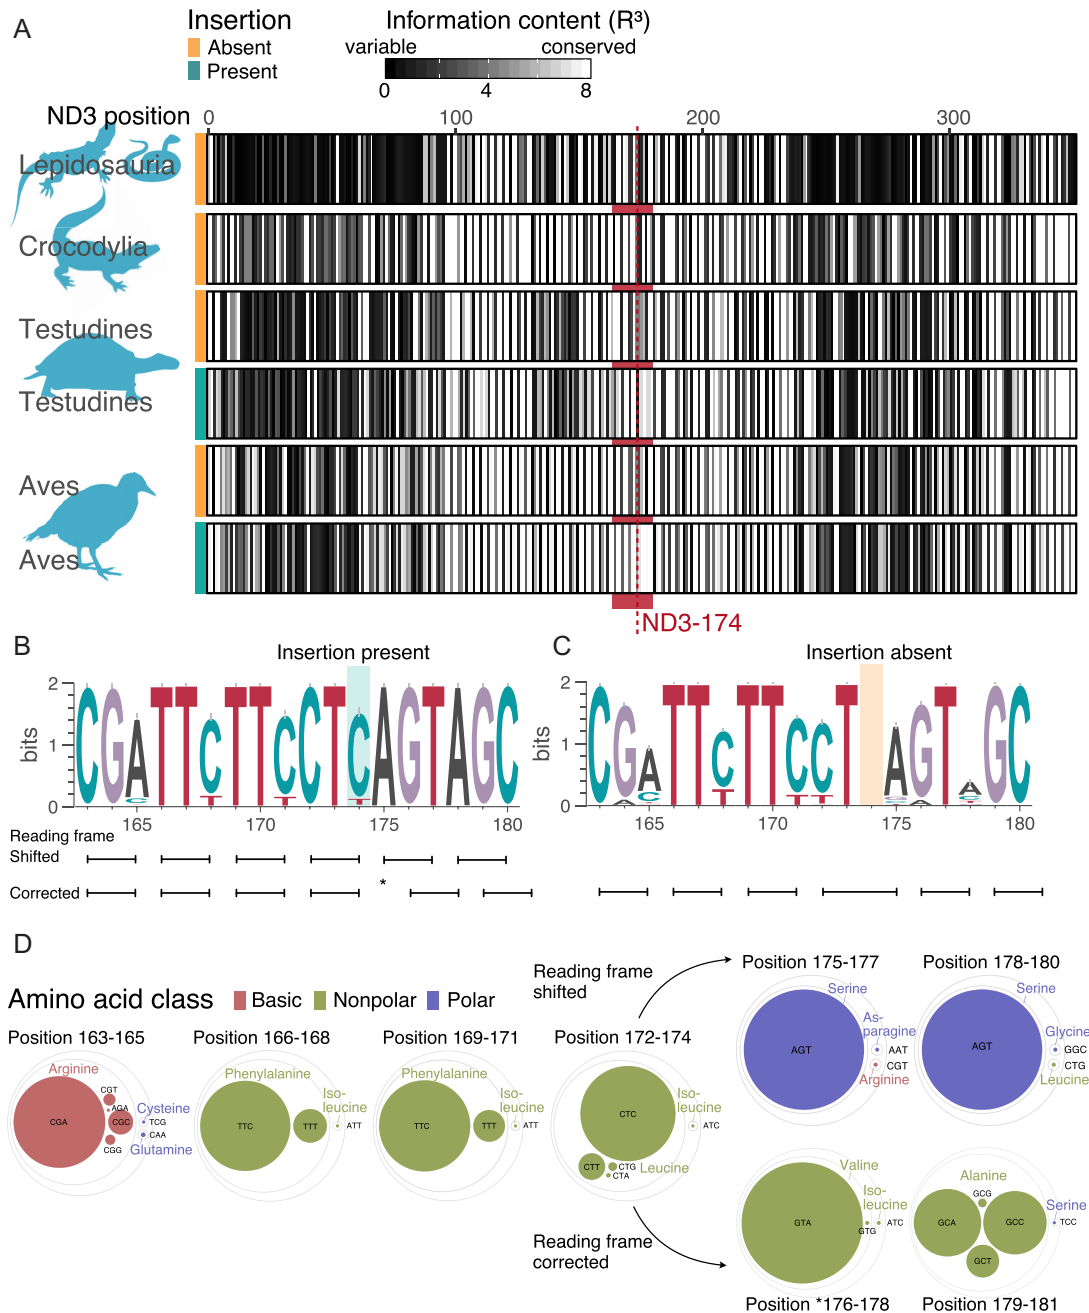 A
Insertion
Absent
Present
Information content (R³)
variable conserved
0 4 8
ND3 position 0 100 200 300
Lepidosauria
Crocodylia
Testudines
Testudines
Aves
Aves
ND3-174
B
Insertion present
2
1
0
bits
CGATTCTTCCTCAGTAGC
165 170 175 180
C
Insertion absent
2
1
0
bits
CGATTCTTCCT AGTAGC
165 170 175 180
Reading frame
Shifted
Corrected *
D
Amino acid class Basic Nonpolar Polar
Position 163-165
Arginine
CGT
AGA
CGA
CGC
CGG
Cysteine
TCG
CAA
Glutamine
Position 166-168
Phenylalanine
Iso-
leucine
TTC TTT ATT
Position 169-171
Phenylalanine
Iso-
leucine
TTC TTT ATT
Position 172-174
CTC
Iso-
leucine
ATC
CTT CTG
CTA
Leucine
Reading frame
shifted
Position 175-177
Serine
AGT
As-
paragine
AAT
CGT
Arginine
Position 178-180
Serine
AGT
Glycine
GGC
CTG
Leucine
Reading frame
corrected
Valine
Iso-
leucine
GTA GTG ATC
Position *176-178
Alanine
GCG
GCA GCC
GCT
Serine
TCC
Position 179-181